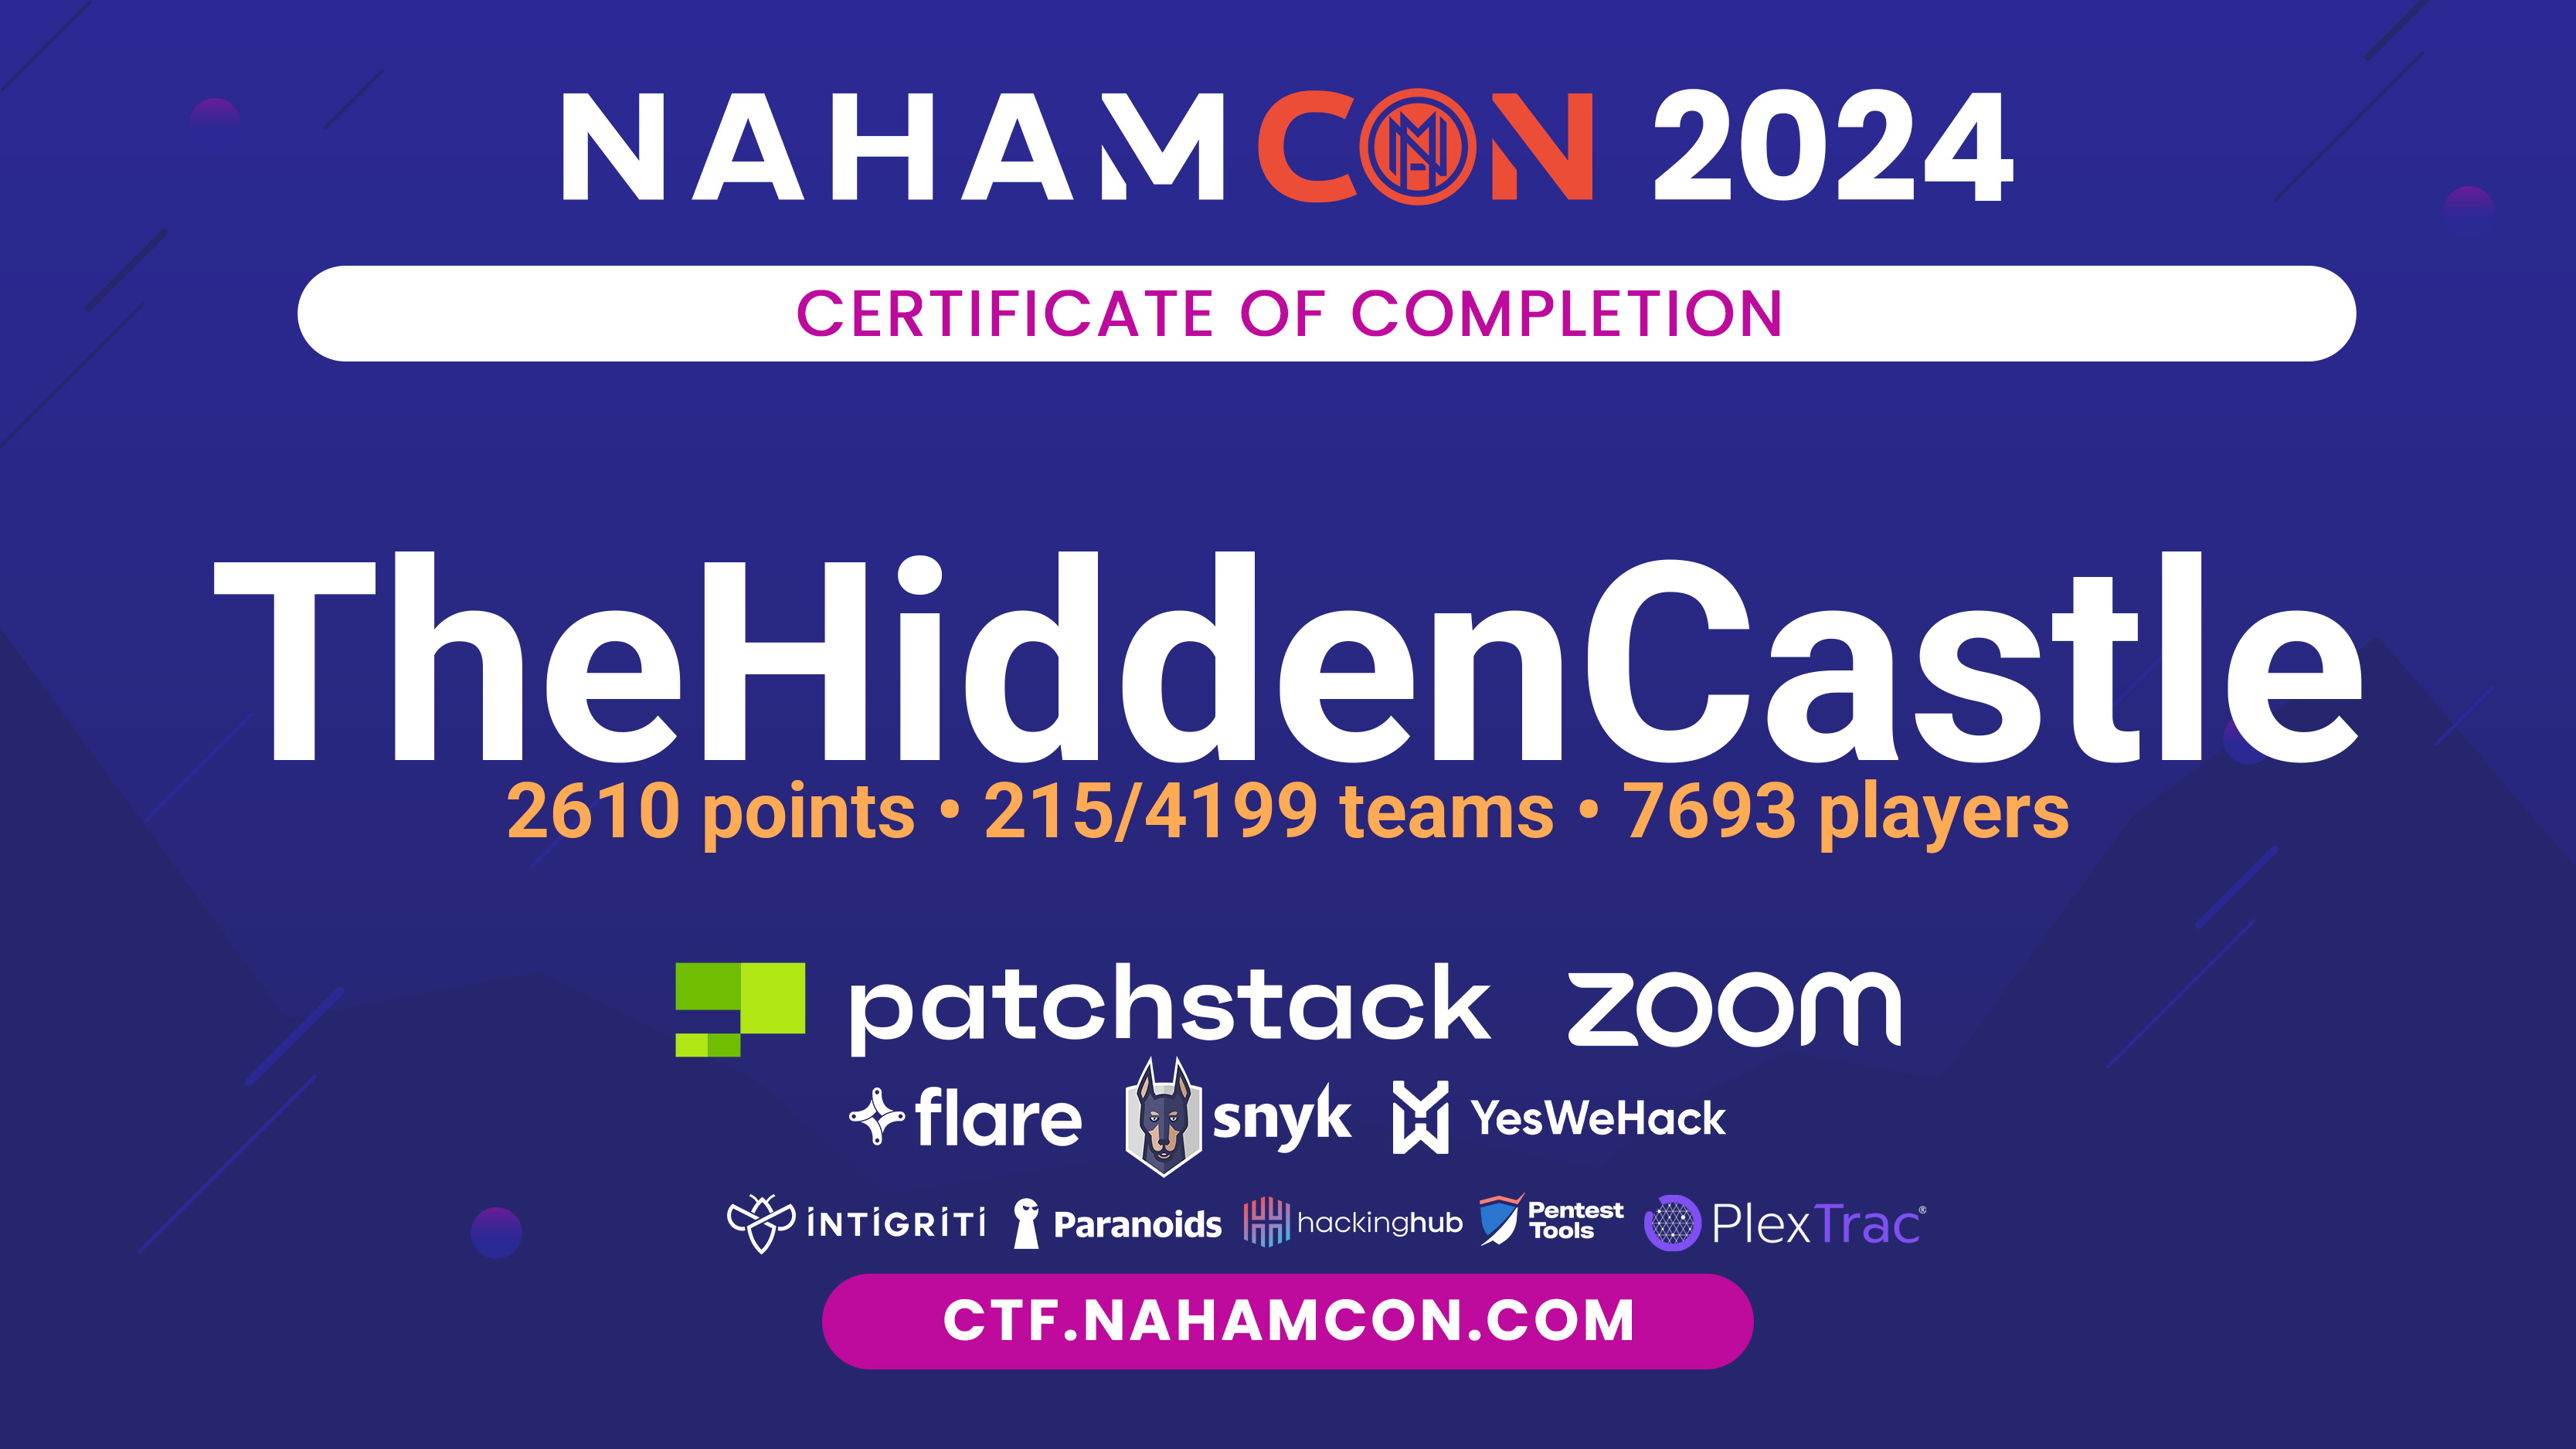 NAHAMCON 2024
CERTIFICATE OF COMPLETION
TheHiddenCastle
2610 points • 215/4199 teams • 7693 players
patchstack zoom
flare snyk YesWeHack
INTIGRITI Paranoids hackinghub Pentest Tools PlexTrac®
CTF.NAHAMCON.COM